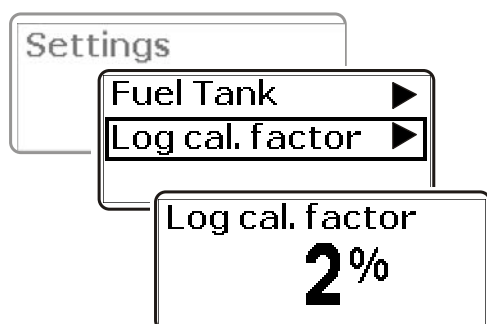 Settings
Fuel Tank ▶
Log cal. factor ▶
Log cal. factor
2%